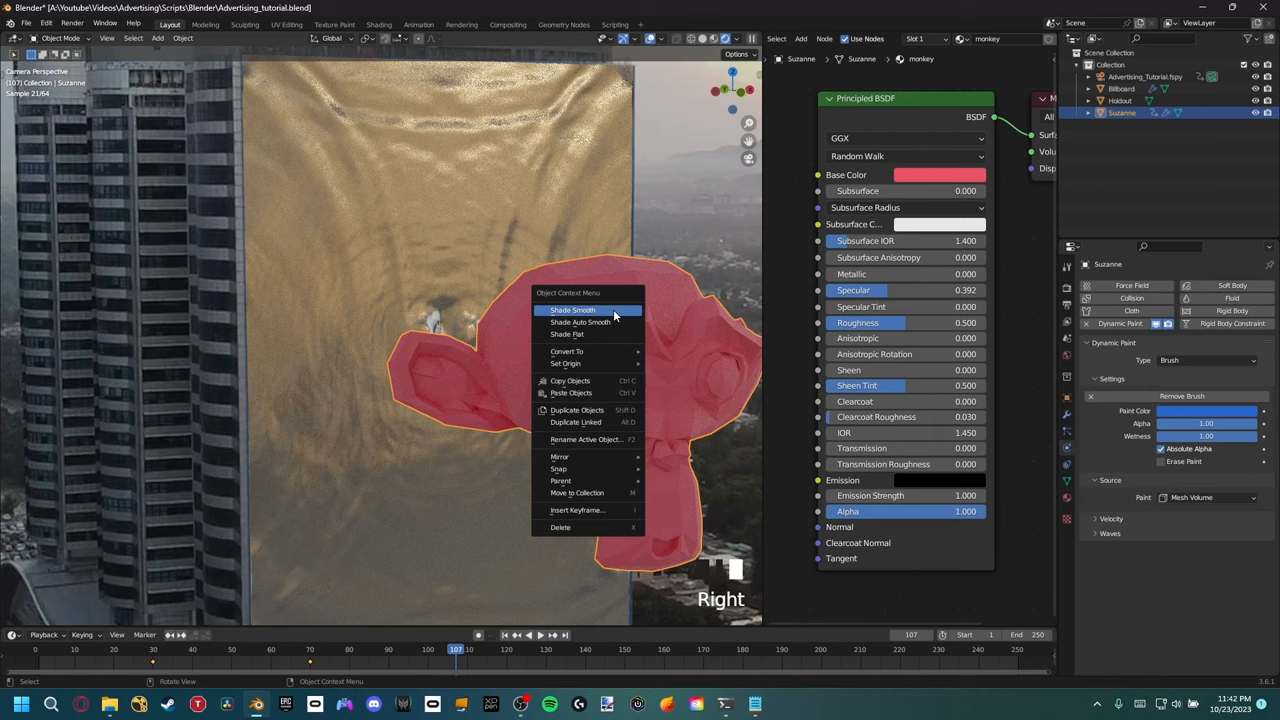 Blender* [A:\Youtube\Videos\Advertising\Scripts\Blender\Advertising_tutorial.blend]
File Edit Render Window Help Layout Modeling Sculpting* UV Editing Texture Paint Shading Animation Rendering Compositing Geometry Nodes Scripting + Scene ViewLayer
Object Mode View Select Add Object Global Select Add Node Use Nodes Slot 1 monkey
Options
Suzanne > Suzanne > monkey
Scene Collection
Collection
Advertising_Tutorial.fspy
Billboard
Holdout
Suzanne
Camera Perspective
(107) Collection | Suzanne
Sample 21/64
Z
Y
X
Object Context Menu
Shade Smooth
Shade Auto Smooth
Shade Flat
Convert To
Set Origin
Copy Objects Ctrl C
Paste Objects Ctrl V
Duplicate Objects Shift D
Duplicate Linked Alt D
Rename Active Object... F2
Mirror
Snap
Parent
Move to Collection M
Insert Keyframe... I
Delete X
Right
Principled BSDF
BSDF
GGX
Random Walk
Base Color
Subsurface 0.000
Subsurface Radius
Subsurface C...
Subsurface IOR 1.400
Subsurface Anisotropy 0.000
Metallic 0.000
Specular 0.392
Specular Tint 0.000
Roughness 0.500
Anisotropic 0.000
Anisotropic Rotation 0.000
Sheen 0.000
Sheen Tint 0.500
Clearcoat 0.000
Clearcoat Roughness 0.030
IOR 1.450
Transmission 0.000
Transmission Roughness 0.000
Emission
Emission Strength 1.000
Alpha 1.000
Normal
Clearcoat Normal
Tangent
M
All
Surfa
Volu
Disp
Suzanne
Force Field Soft Body
Collision Fluid
Cloth Rigid Body
Dynamic Paint Rigid Body Constraint
Dynamic Paint
Type Brush
Settings
Remove Brush
Paint Color
Alpha 1.00
Wetness 1.00
Absolute Alpha
Erase Paint
Source
Paint Mesh Volume
Velocity
Waves
Playback Keying View Marker 107 Start 1 End 250
0 10 20 30 40 50 60 70 80 90 100 107 110 120 130 140 150 160 170 180 190 200 210 220 230 240 250
Select Rotate View Object Context Menu 3.6.1
11:42 PM
10/23/2023